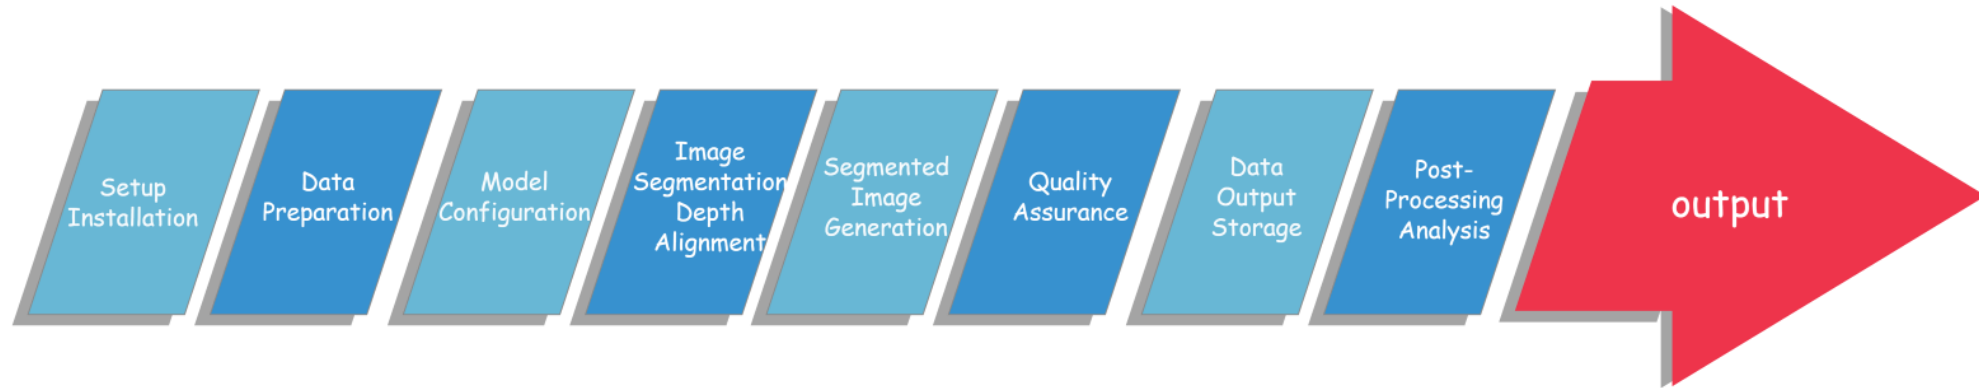 Setup
Installation
Data
Preparation
Model
Configuration
Image
Segmentation
Depth
Alignment
Segmented
Image
Generation
Quality
Assurance
Data
Output
Storage
Post-
Processing
Analysis
output